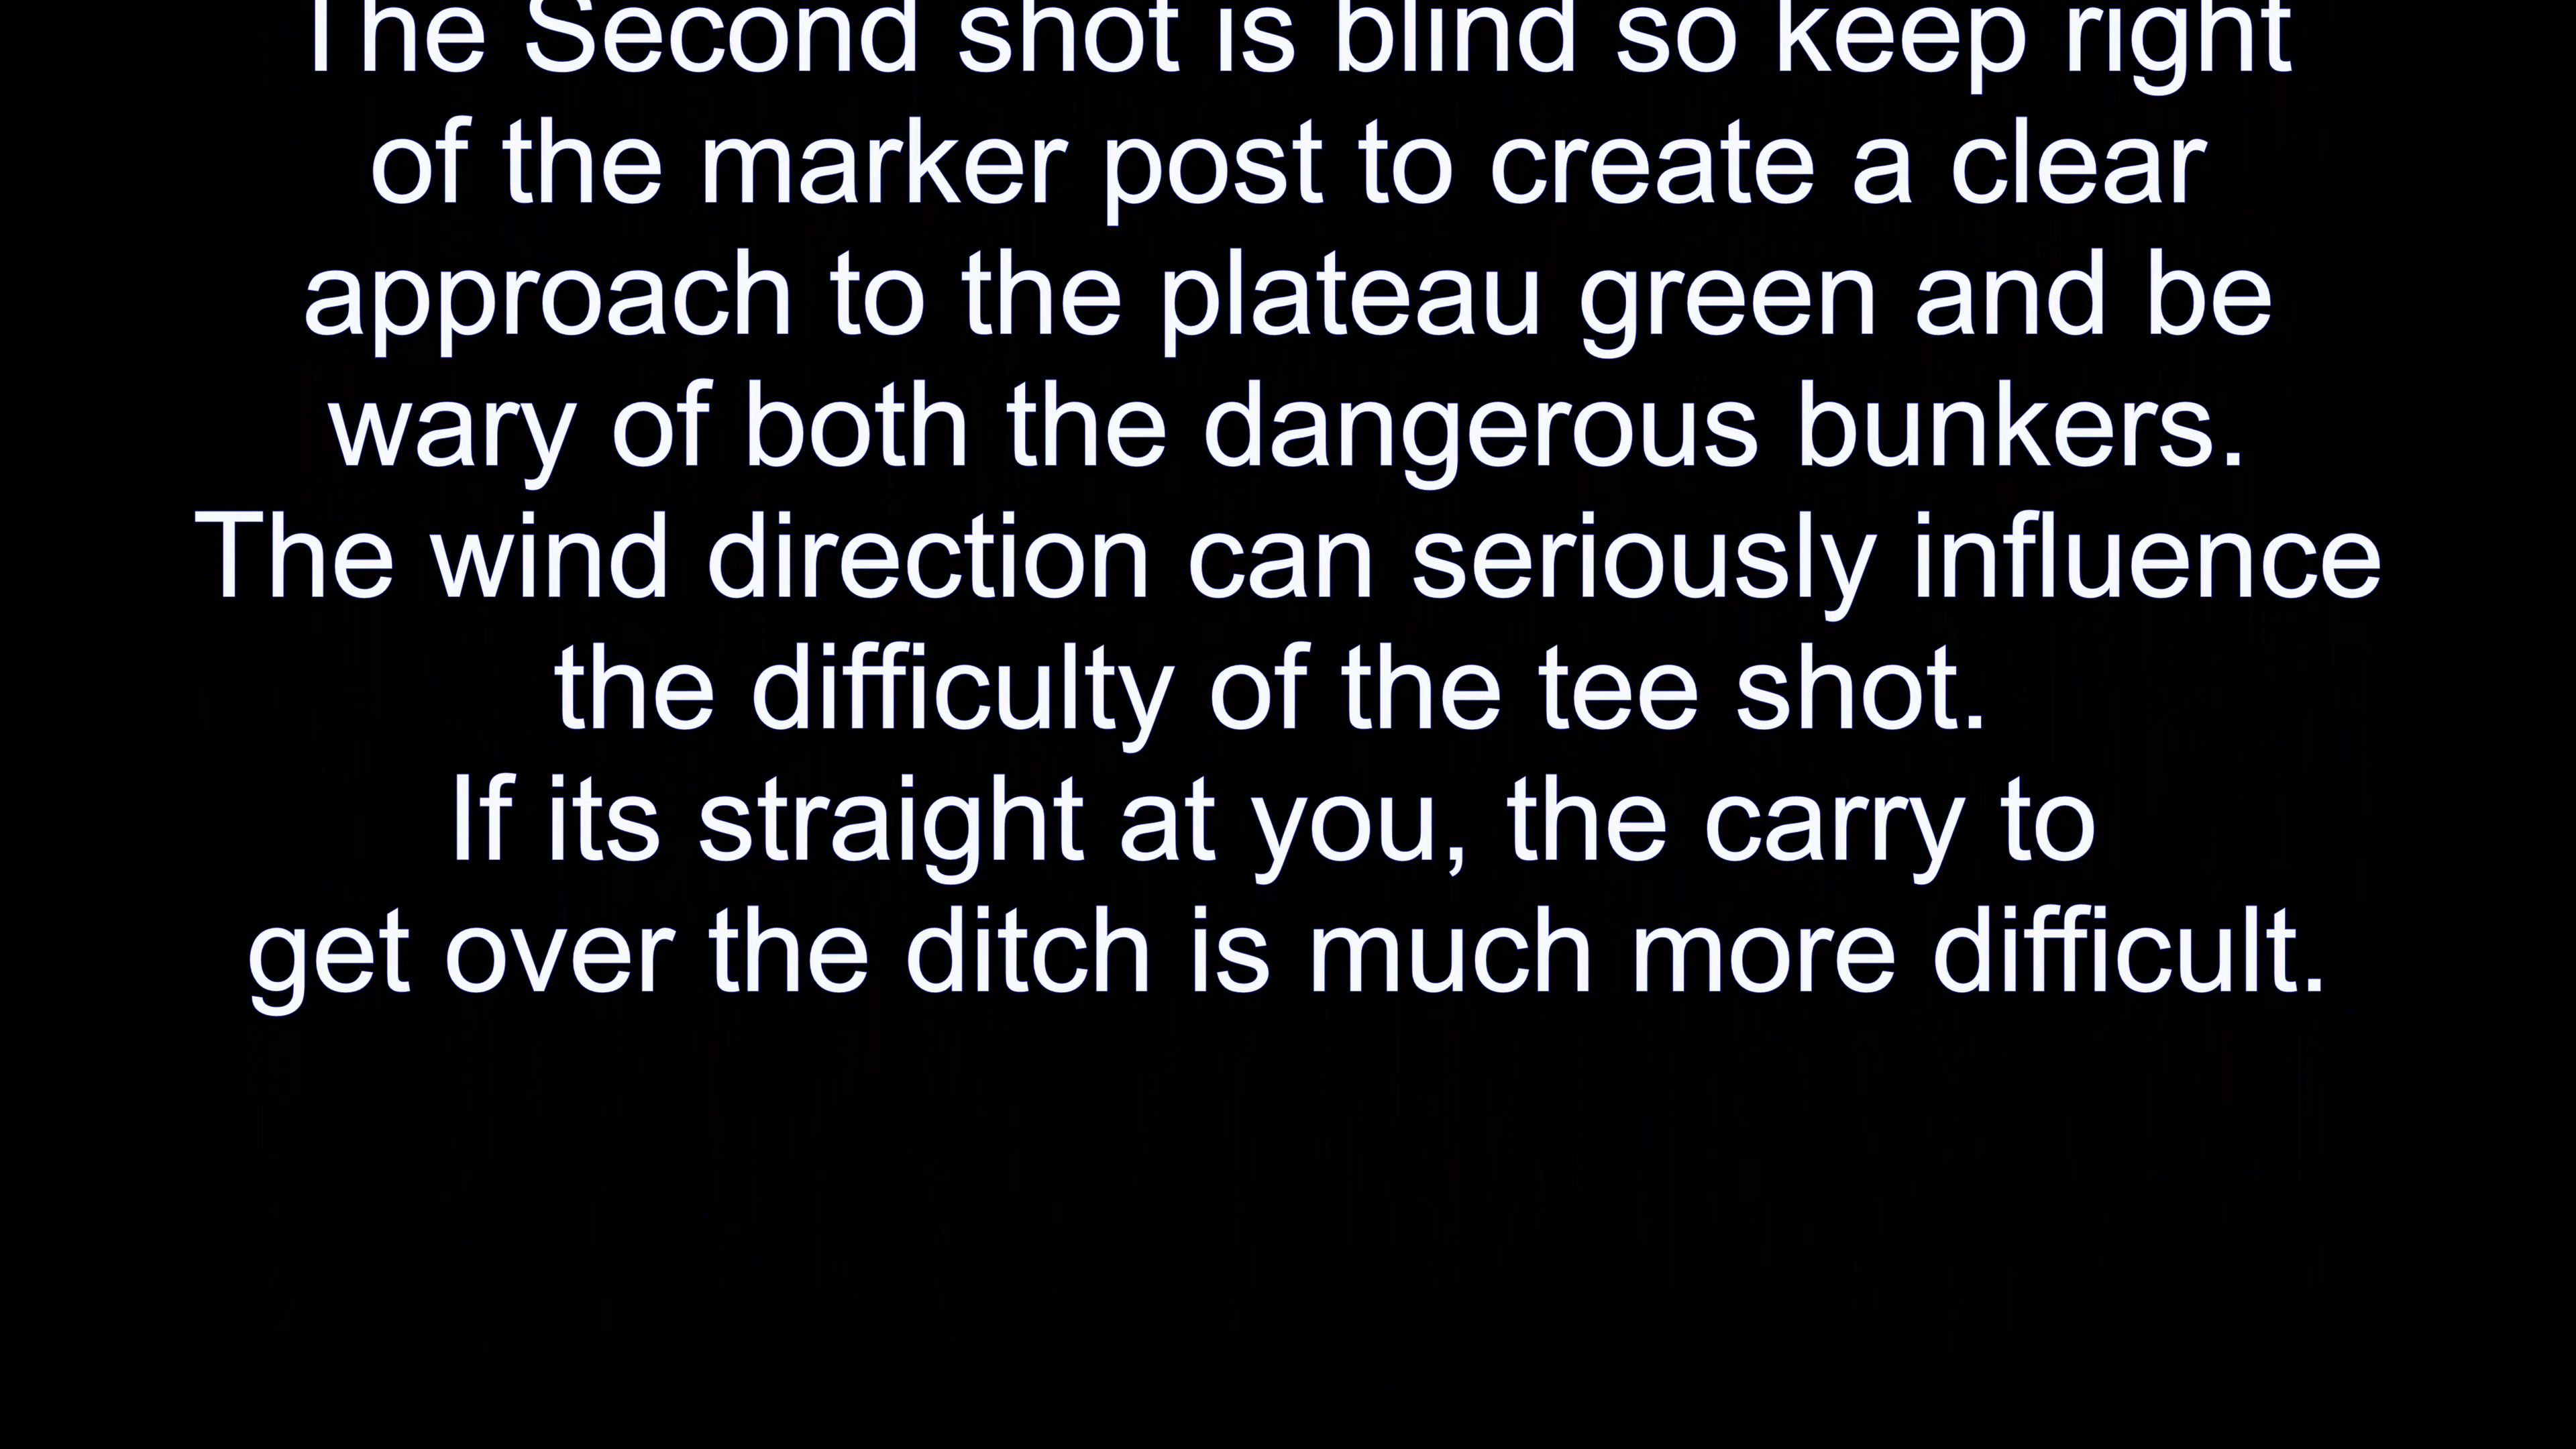 The Second shot is blind so keep right
of the marker post to create a clear
approach to the plateau green and be
wary of both the dangerous bunkers.
The wind direction can seriously influence
the difficulty of the tee shot.
If its straight at you, the carry to
get over the ditch is much more difficult.